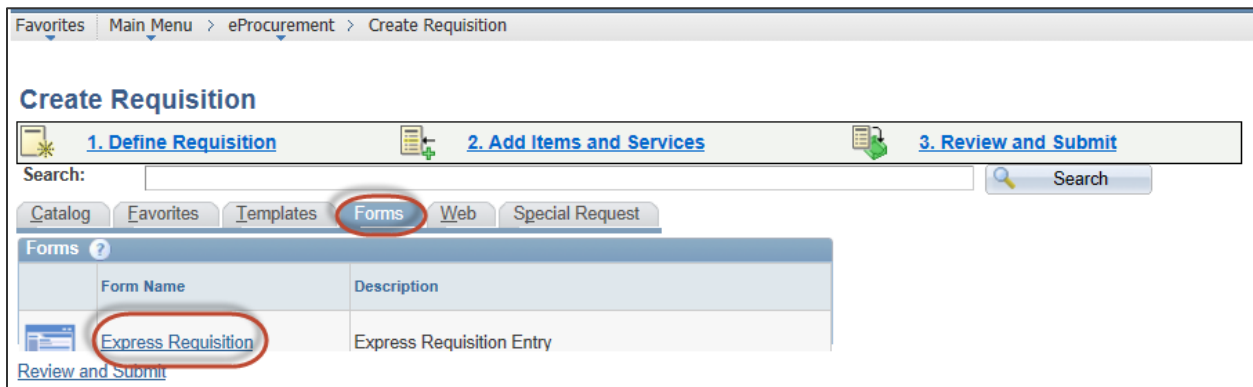 Favorites Main Menu > eProcurement > Create Requisition
Create Requisition
1. Define Requisition 2. Add Items and Services 3. Review and Submit
Search: Search
Catalog Favorites Templates Forms Web Special Request
Forms ?
Form Name Description
Express Requisition Express Requisition Entry
Review and Submit